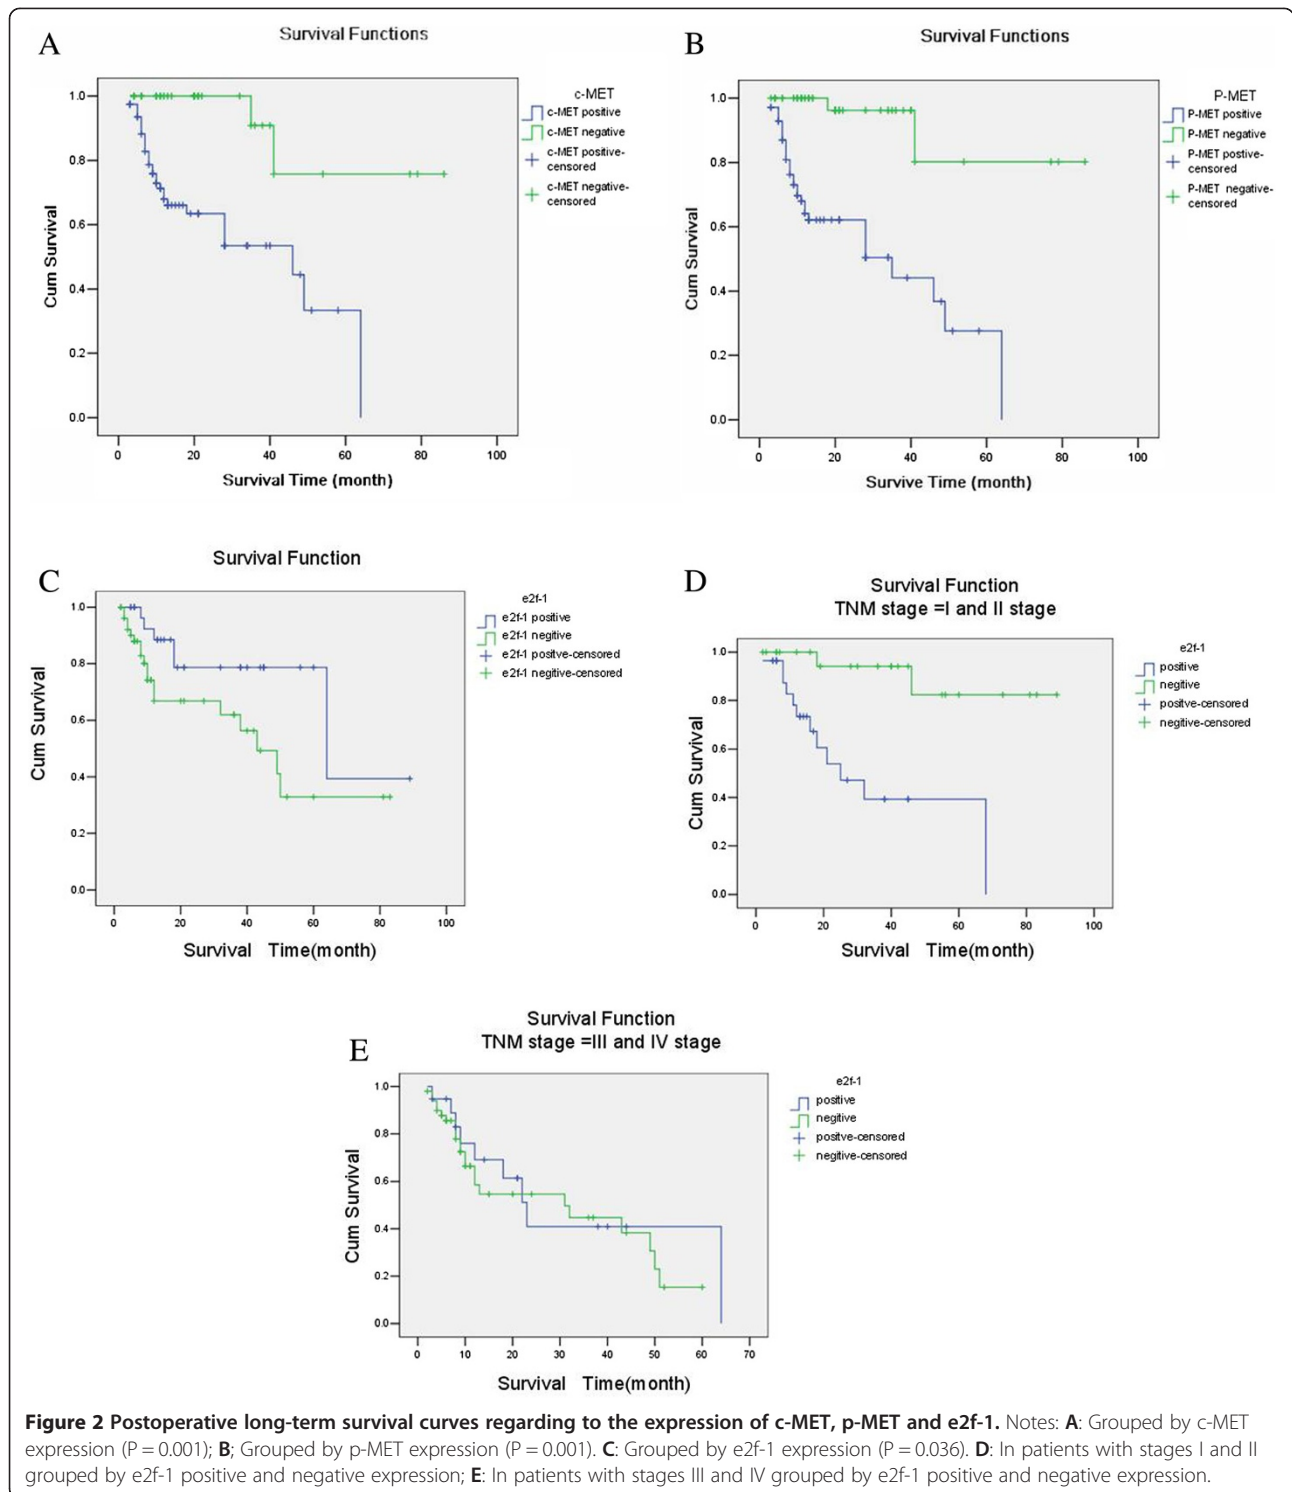 A
Survival Functions
c-MET
c-MET positive
c-MET negative
c-MET positive-
censored
c-MET negative-
censored
Cum Survival
1.0
0.8
0.6
0.4
0.2
0.0
0 20 40 60 80 100
Survival Time (month)
B
Survival Functions
P-MET
P-MET positive
P-MET negative
P-MET postive-
censored
P-MET negative-
censored
Cum Survival
1.0
0.8
0.6
0.4
0.2
0.0
0 20 40 60 80 100
Survive Time (month)
C
Survival Function
e2f-1
e2f-1 positive
e2f-1 negitive
e2f-1 positve-censored
e2f-1 negitive-censored
Cum Survival
1.0
0.8
0.6
0.4
0.2
0.0
0 20 40 60 80 100
Survival Time(month)
D
Survival Function
TNM stage =I and II stage
e2f-1
positive
negitive
positve-censored
negitive-censored
Cum Survival
1.0
0.8
0.6
0.4
0.2
0.0
0 20 40 60 80 100
Survival Time(month)
E
Survival Function
TNM stage =III and IV stage
e2f-1
positive
negitive
positve-censored
negitive-censored
Cum Survival
1.0
0.8
0.6
0.4
0.2
0.0
0 10 20 30 40 50 60 70
Survival Time(month)
Figure 2 Postoperative long-term survival curves regarding to the expression of c-MET, p-MET and e2f-1. Notes: A: Grouped by c-MET
expression (P = 0.001); B; Grouped by p-MET expression (P = 0.001). C: Grouped by e2f-1 expression (P = 0.036). D: In patients with stages I and II
grouped by e2f-1 positive and negative expression; E: In patients with stages III and IV grouped by e2f-1 positive and negative expression.